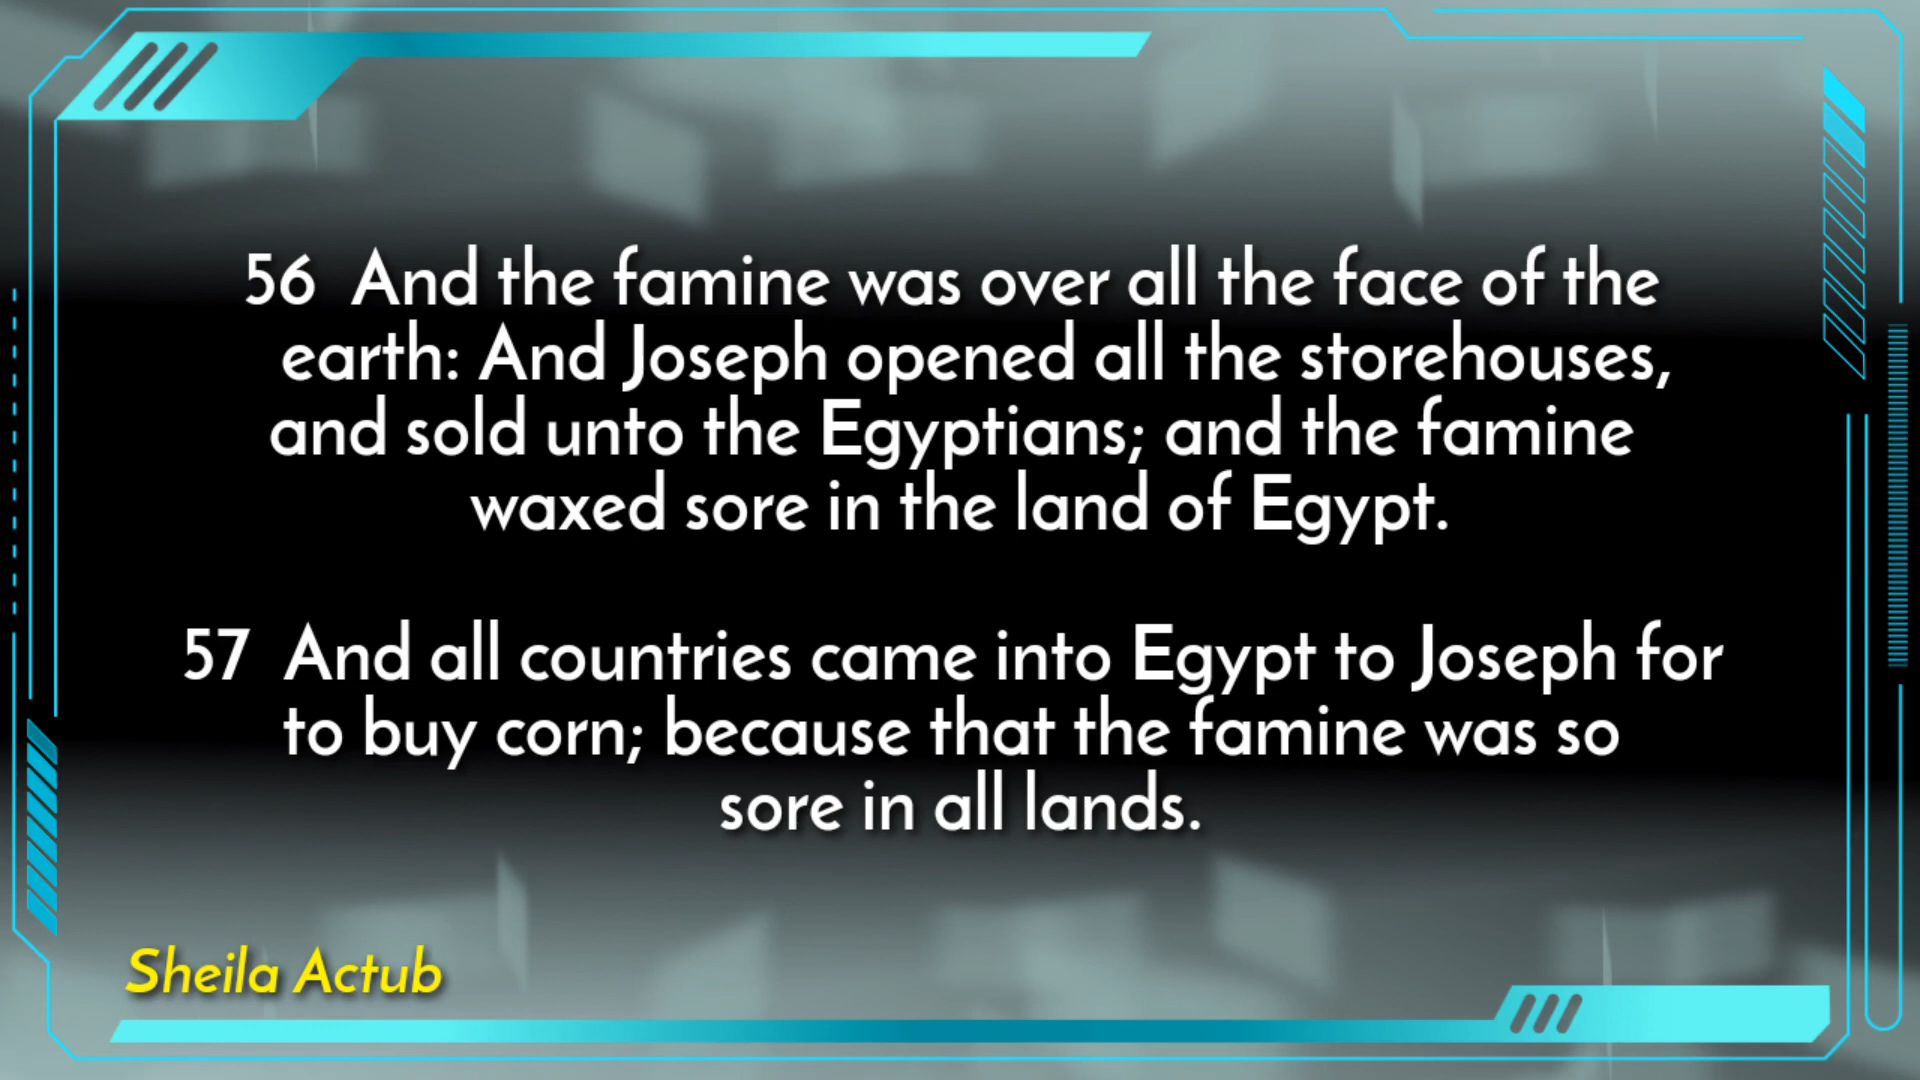 56  And the famine was over all the face of the
earth: And Joseph opened all the storehouses,
and sold unto the Egyptians; and the famine
waxed sore in the land of Egypt.
57  And all countries came into Egypt to Joseph for
to buy corn; because that the famine was so
sore in all lands.
Sheila Actub